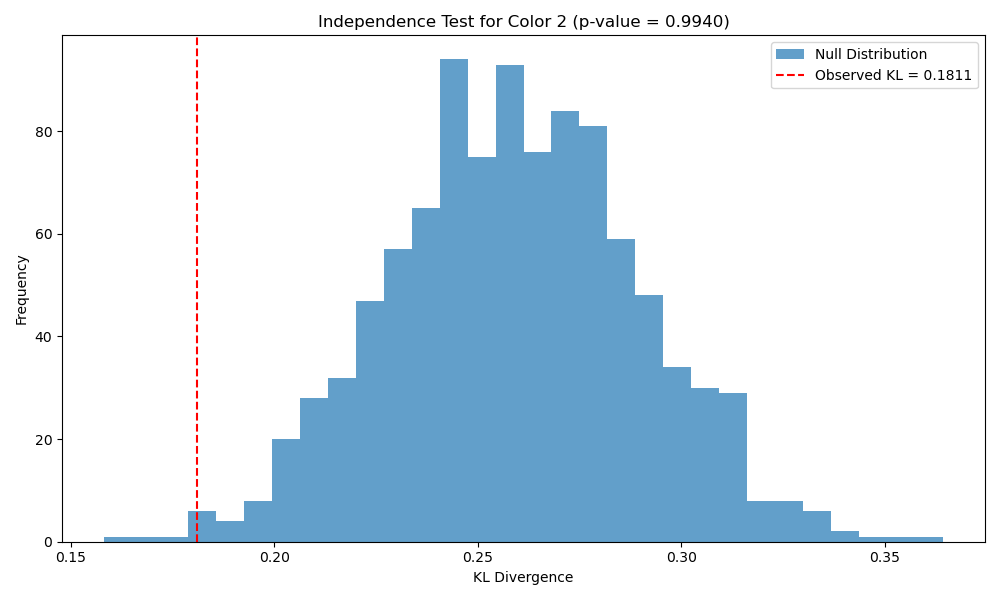 Independence Test for Color 2 (p-value = 0.9940)
Null Distribution
Observed KL = 0.1811
Frequency
80
60
40
20
0
0.15 0.20 0.25 0.30 0.35
KL Divergence